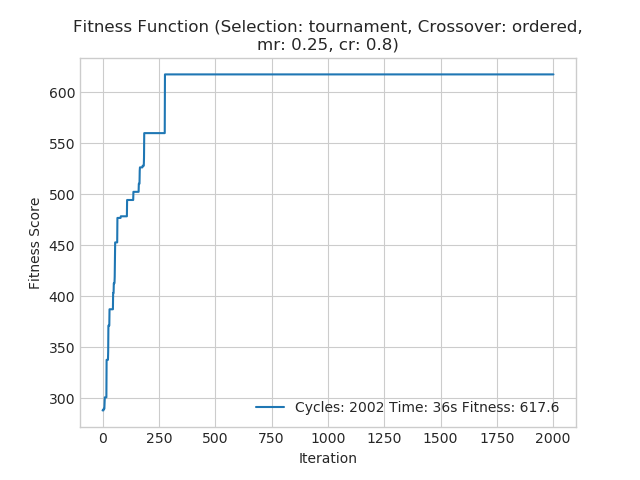 Fitness Function (Selection: tournament, Crossover: ordered,
mr: 0.25, cr: 0.8)
600
550
500
450
400
350
300
Fitness Score
Cycles: 2002 Time: 36s Fitness: 617.6
0 250 500 750 1000 1250 1500 1750 2000
Iteration